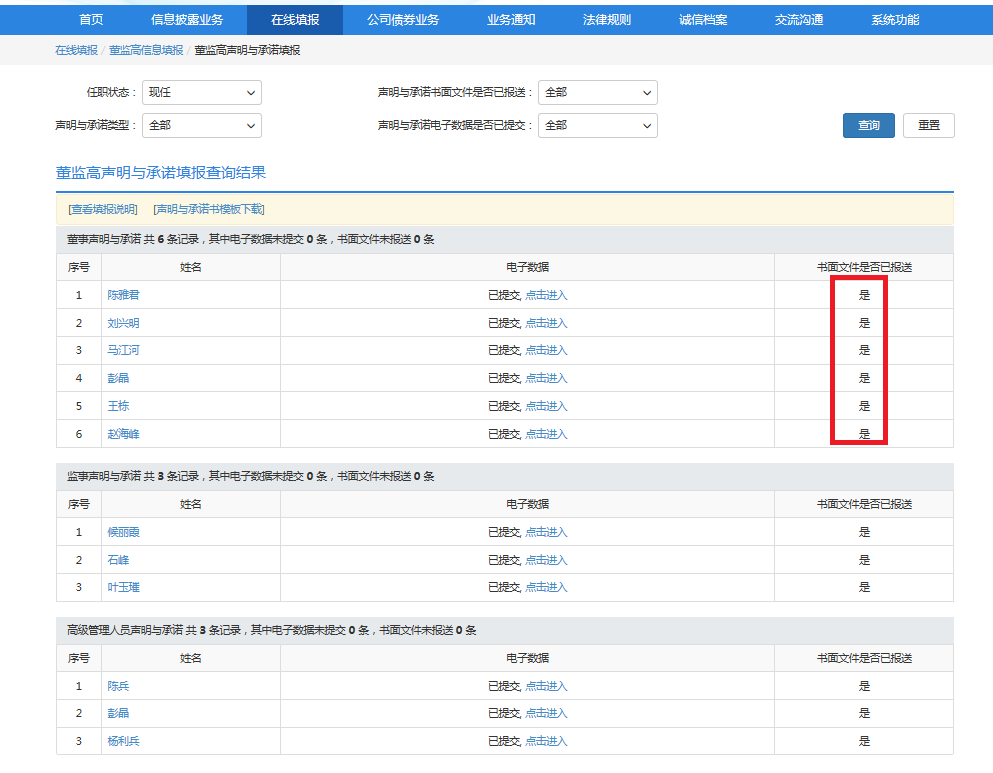 首页 信息披露业务 在线填报 公司债券业务 业务通知 法律规则 诚信档案 交流沟通 系统功能
在线填报 / 董监高信息填报 / 董监高声明与承诺填报
任职状态： 现任 声明与承诺书面文件是否已报送： 全部
声明与承诺类型： 全部 声明与承诺电子数据是否已提交： 全部 查询 重置
董监高声明与承诺填报查询结果
[查看填报说明] [声明与承诺书模板下载]
董事声明与承诺 共 6 条记录，其中电子数据未提交 0 条，书面文件未报送 0 条
序号 姓名 电子数据 书面文件是否已报送
1 陈雅君 已提交, 点击进入 是
2 刘兴明 已提交, 点击进入 是
3 马江河 已提交, 点击进入 是
4 彭晶 已提交, 点击进入 是
5 王栋 已提交, 点击进入 是
6 赵海峰 已提交, 点击进入 是
监事声明与承诺 共 3 条记录，其中电子数据未提交 0 条，书面文件未报送 0 条
序号 姓名 电子数据 书面文件是否已报送
1 候丽霞 已提交, 点击进入 是
2 石峰 已提交, 点击进入 是
3 叶玉璀 已提交, 点击进入 是
高级管理人员声明与承诺 共 3 条记录，其中电子数据未提交 0 条，书面文件未报送 0 条
序号 姓名 电子数据 书面文件是否已报送
1 陈兵 已提交, 点击进入 是
2 彭晶 已提交, 点击进入 是
3 杨利兵 已提交, 点击进入 是